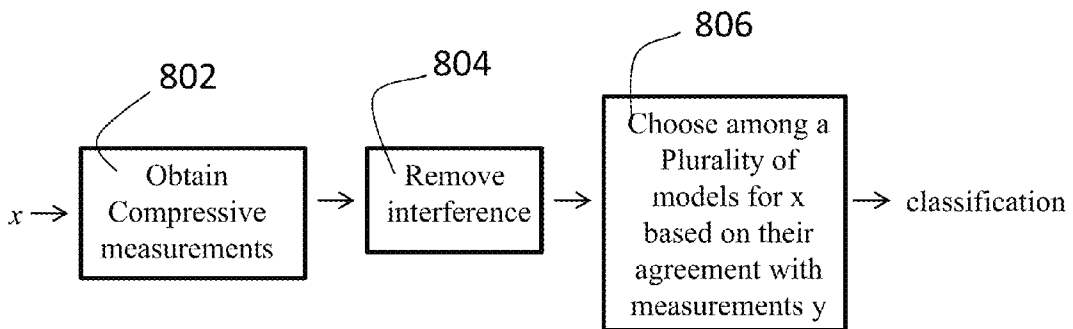 802
804
806
x
Obtain
Compressive
measurements
Remove
interference
Choose among a
Plurality of
models for x
based on their
agreement with
measurements y
classification